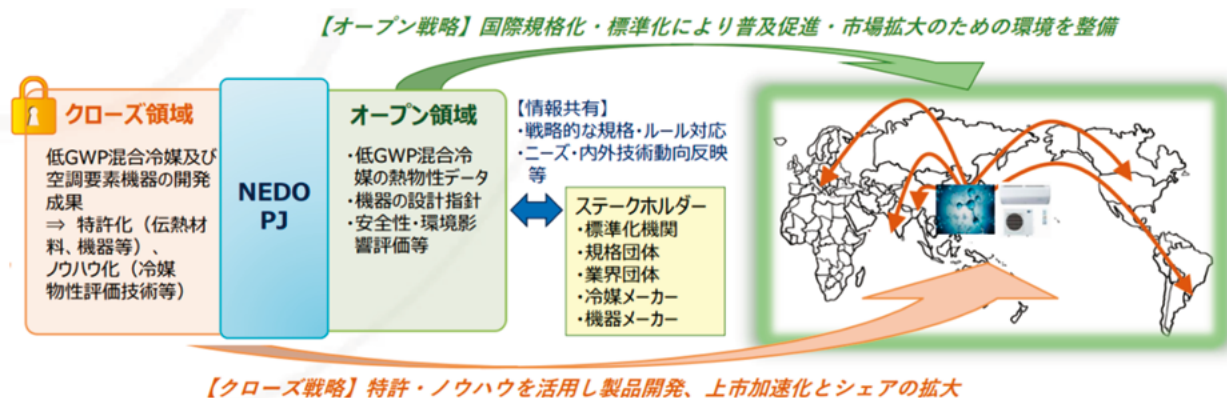 【オープン戦略】国際規格化・標準化により普及促進・市場拡大のための環境を整備
クローズ領域
低GWP混合冷媒及び
空調要素機器の開発
成果
⇒ 特許化（伝熱材
料、機器等）、
ノウハウ化（冷媒
物性評価技術等）
NEDO
PJ
オープン領域
・低GWP混合冷
媒の熱物性データ
・機器の設計指針
・安全性・環境影
響評価等
【情報共有】
・戦略的な規格・ルール対応
・ニーズ・内外技術動向反映
等
ステークホルダー
・標準化機関
・規格団体
・業界団体
・冷媒メーカー
・機器メーカー
【クローズ戦略】特許・ノウハウを活用し製品開発、上市加速化とシェアの拡大